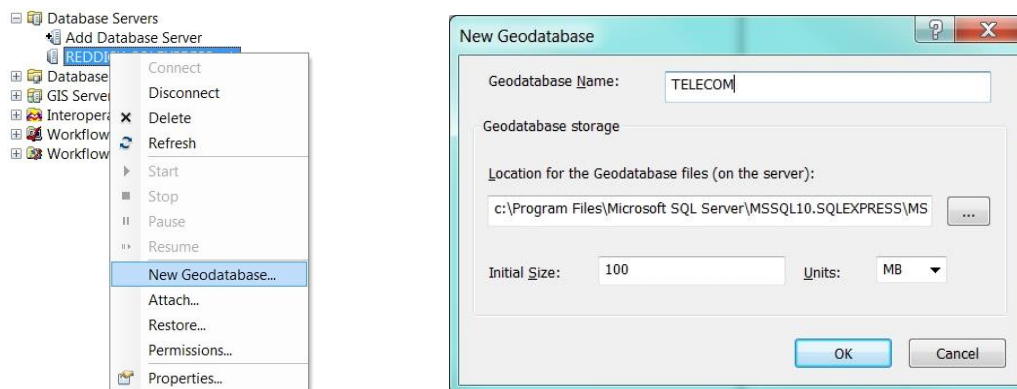 Database Servers
Add Database Server
Database
GIS Serve
Interoper
Workflow
Workflow
Connect
Disconnect
Delete
Refresh
Start
Stop
Pause
Resume
New Geodatabase...
Attach...
Restore...
Permissions...
Properties...
New Geodatabase
Geodatabase Name:
TELECOM
Geodatabase storage
Location for the Geodatabase files (on the server):
c:\Program Files\Microsoft SQL Server\MSSQL10.SQLEXPRESS\MS
...
Initial Size:
100
Units:
MB
OK
Cancel